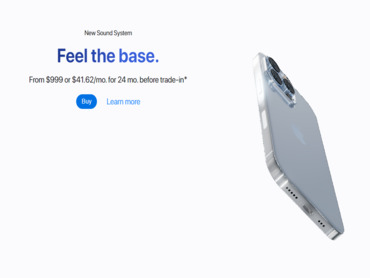 New Sound System
Feel the base.
From $999 or $41.62/mo. for 24 mo. before trade-in*
Buy Learn more